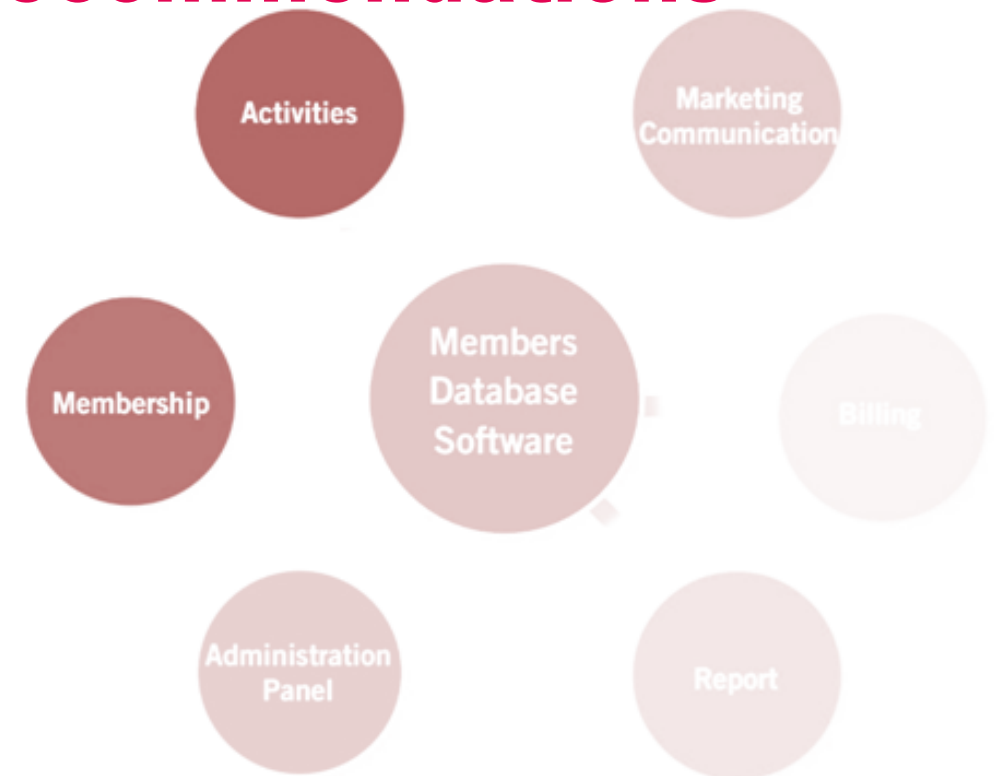 Activities
Marketing
Communication
Members
Database
Software
Membership
Billing
Administration
Panel
Report